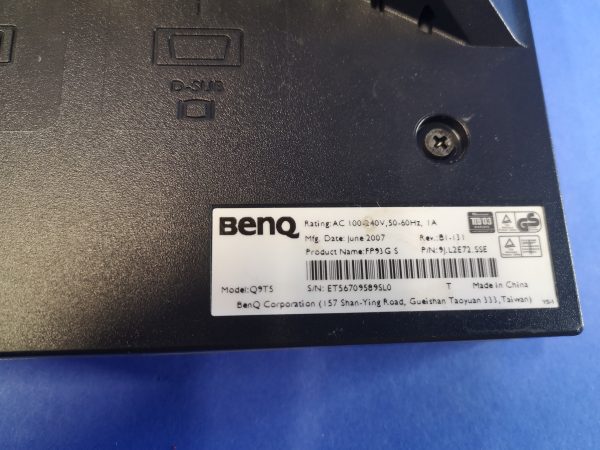 D-SUB
BenQ
Rating: AC 100-240V, 50-60Hz, 1A
Mfg. Date: June 2007 Rev.: B1-131
Product Name: FP93G S P/N: 9J.L2E72.SSE
Model: Q9T5 S/N: ET56709589SL0 T Made in China
BenQ Corporation (157 Shan-Ying Road, Gueishan Taoyuan 333, Taiwan)